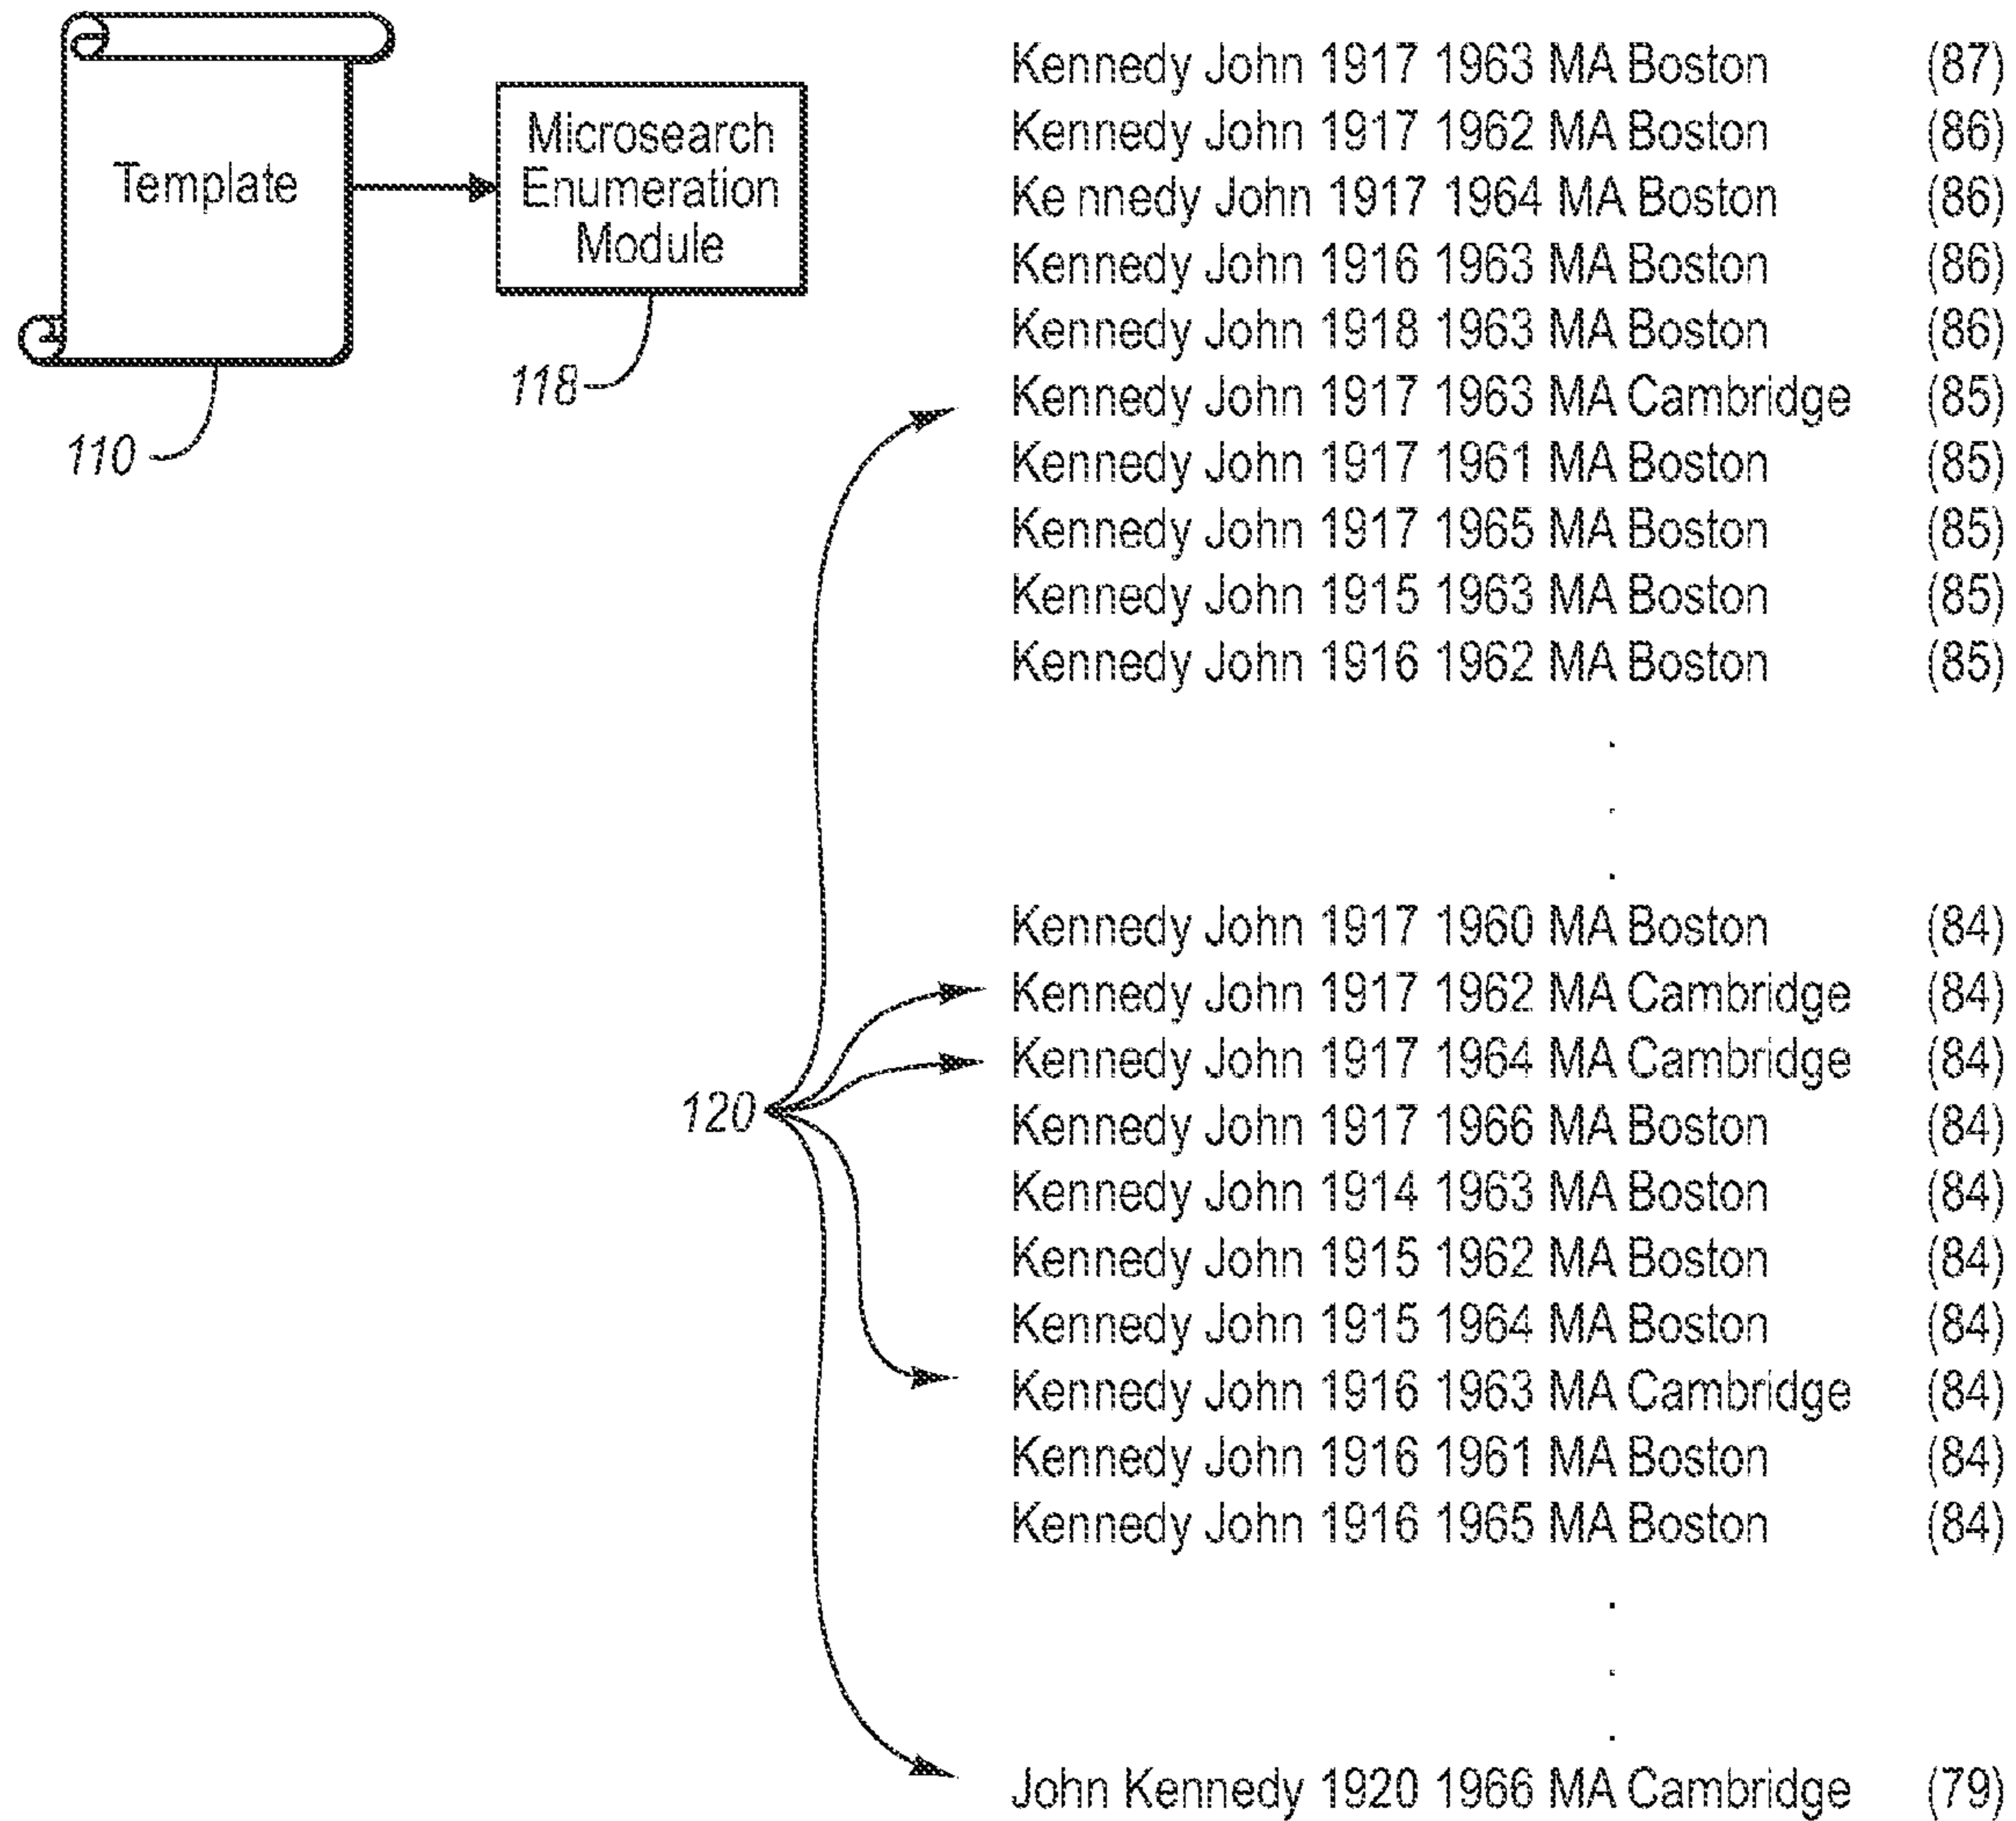 Template
110
Microsearch
Enumeration
Module
118
120
Kennedy John 1917 1963 MA Boston (87)
Kennedy John 1917 1962 MA Boston (86)
Ke nnedy John 1917 1964 MA Boston (86)
Kennedy John 1916 1963 MA Boston (86)
Kennedy John 1918 1963 MA Boston (86)
Kennedy John 1917 1963 MA Cambridge (85)
Kennedy John 1917 1961 MA Boston (85)
Kennedy John 1917 1965 MA Boston (85)
Kennedy John 1915 1963 MA Boston (85)
Kennedy John 1916 1962 MA Boston (85)
.
.
.
Kennedy John 1917 1960 MA Boston (84)
Kennedy John 1917 1962 MA Cambridge (84)
Kennedy John 1917 1964 MA Cambridge (84)
Kennedy John 1917 1966 MA Boston (84)
Kennedy John 1914 1963 MA Boston (84)
Kennedy John 1915 1962 MA Boston (84)
Kennedy John 1915 1964 MA Boston (84)
Kennedy John 1916 1963 MA Cambridge (84)
Kennedy John 1916 1961 MA Boston (84)
Kennedy John 1916 1965 MA Boston (84)
.
.
.
John Kennedy 1920 1966 MA Cambridge (79)